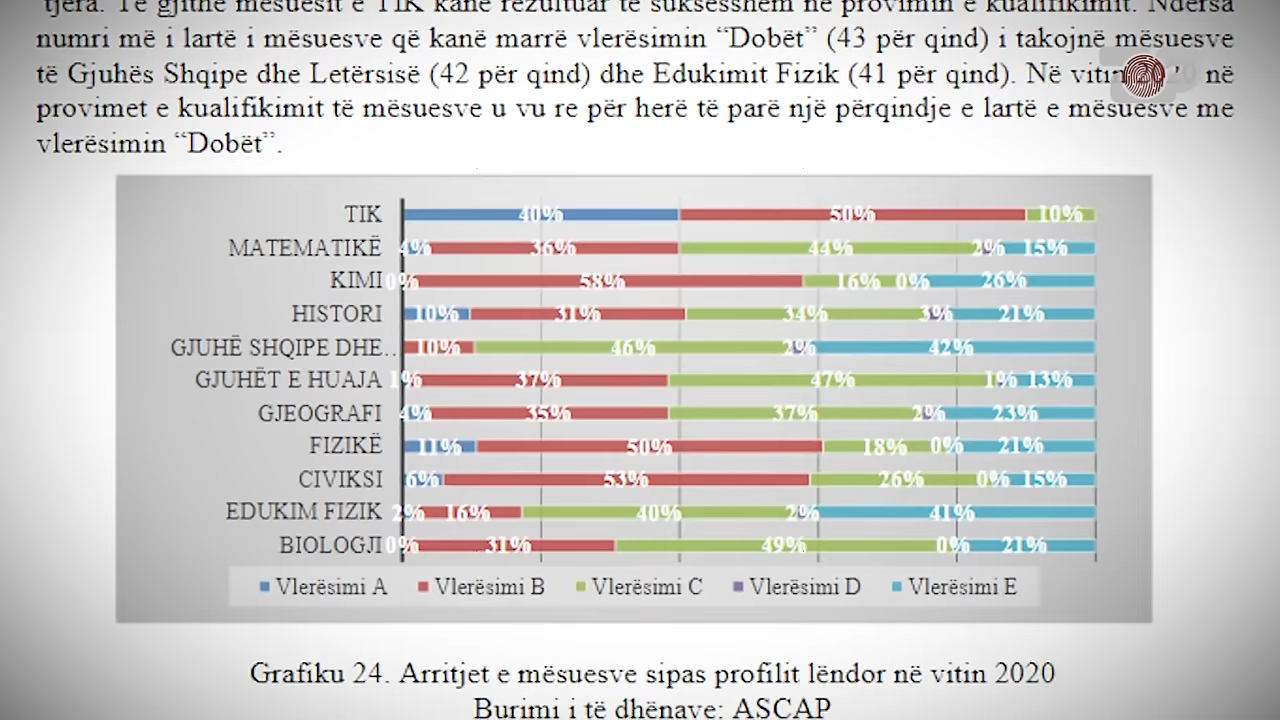 tjera. Të gjithë mësuesit e TIK kanë rezultuar të suksesshëm në provimin e kualifikimit. Ndërsa
numri më i lartë i mësuesve që kanë marrë vlerësimin “Dobët” (43 për qind) i takojnë mësuesve
të Gjuhës Shqipe dhe Letërsisë (42 për qind) dhe Edukimit Fizik (41 për qind). Në vitin në
provimet e kualifikimit të mësuesve u vu re për herë të parë një përqindje e lartë e mësuesve me
vlerësimin “Dobët”.
TIK 40% 50% 10%
MATEMATIKË 4% 36% 44% 2% 15%
KIMI 0% 58% 16% 0% 26%
HISTORI 10% 31% 34% 3% 21%
GJUHË SHQIPE DHE.. 10% 46% 2% 42%
GJUHËT E HUAJA 1% 37% 47% 1% 13%
GJEOGRAFI 4% 35% 37% 2% 23%
FIZIKË 11% 50% 18% 0% 21%
CIVIKSI 6% 53% 26% 0% 15%
EDUKIM FIZIK 2% 16% 40% 2% 41%
BIOLOGJI 0% 31% 49% 0% 21%
Vlerësimi A Vlerësimi B Vlerësimi C Vlerësimi D Vlerësimi E
Grafiku 24. Arritjet e mësuesve sipas profilit lëndor në vitin 2020
Burimi i të dhënave: ASCAP